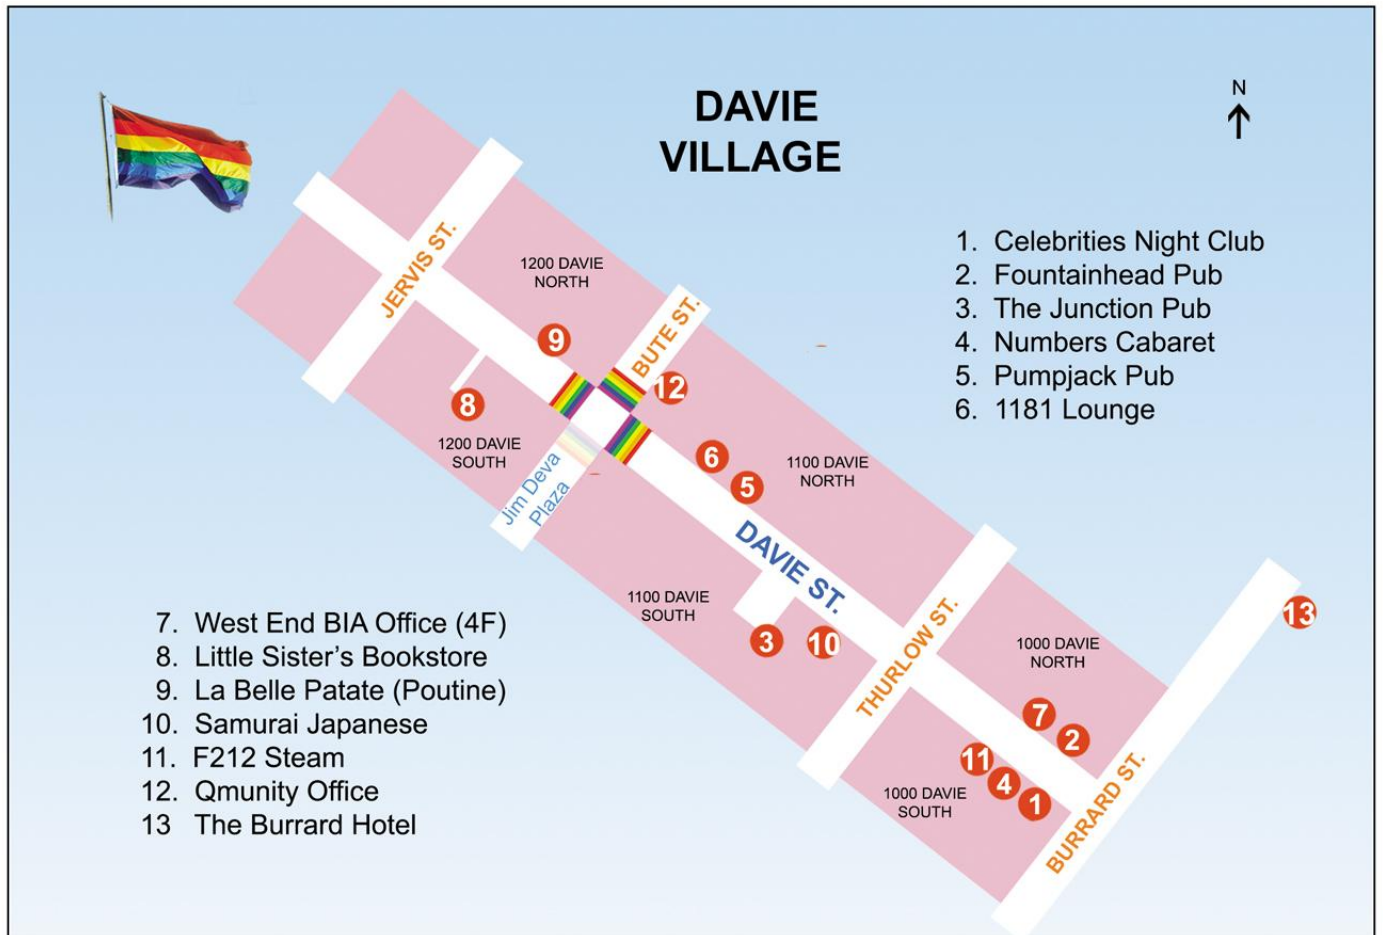 DAVIE
VILLAGE
N
1. Celebrities Night Club
2. Fountainhead Pub
3. The Junction Pub
4. Numbers Cabaret
5. Pumpjack Pub
6. 1181 Lounge
JERVIS ST.
1200 DAVIE
NORTH
BUTE ST.
9
12
8
1200 DAVIE
SOUTH
Jim Deva
Plaza
6
5
1100 DAVIE
NORTH
DAVIE ST.
1100 DAVIE
SOUTH
3
10
THURLOW ST.
1000 DAVIE
NORTH
13
7
2
11
4
1
1000 DAVIE
SOUTH
BURRARD ST.
7. West End BIA Office (4F)
8. Little Sister's Bookstore
9. La Belle Patate (Poutine)
10. Samurai Japanese
11. F212 Steam
12. Qmunity Office
13 The Burrard Hotel